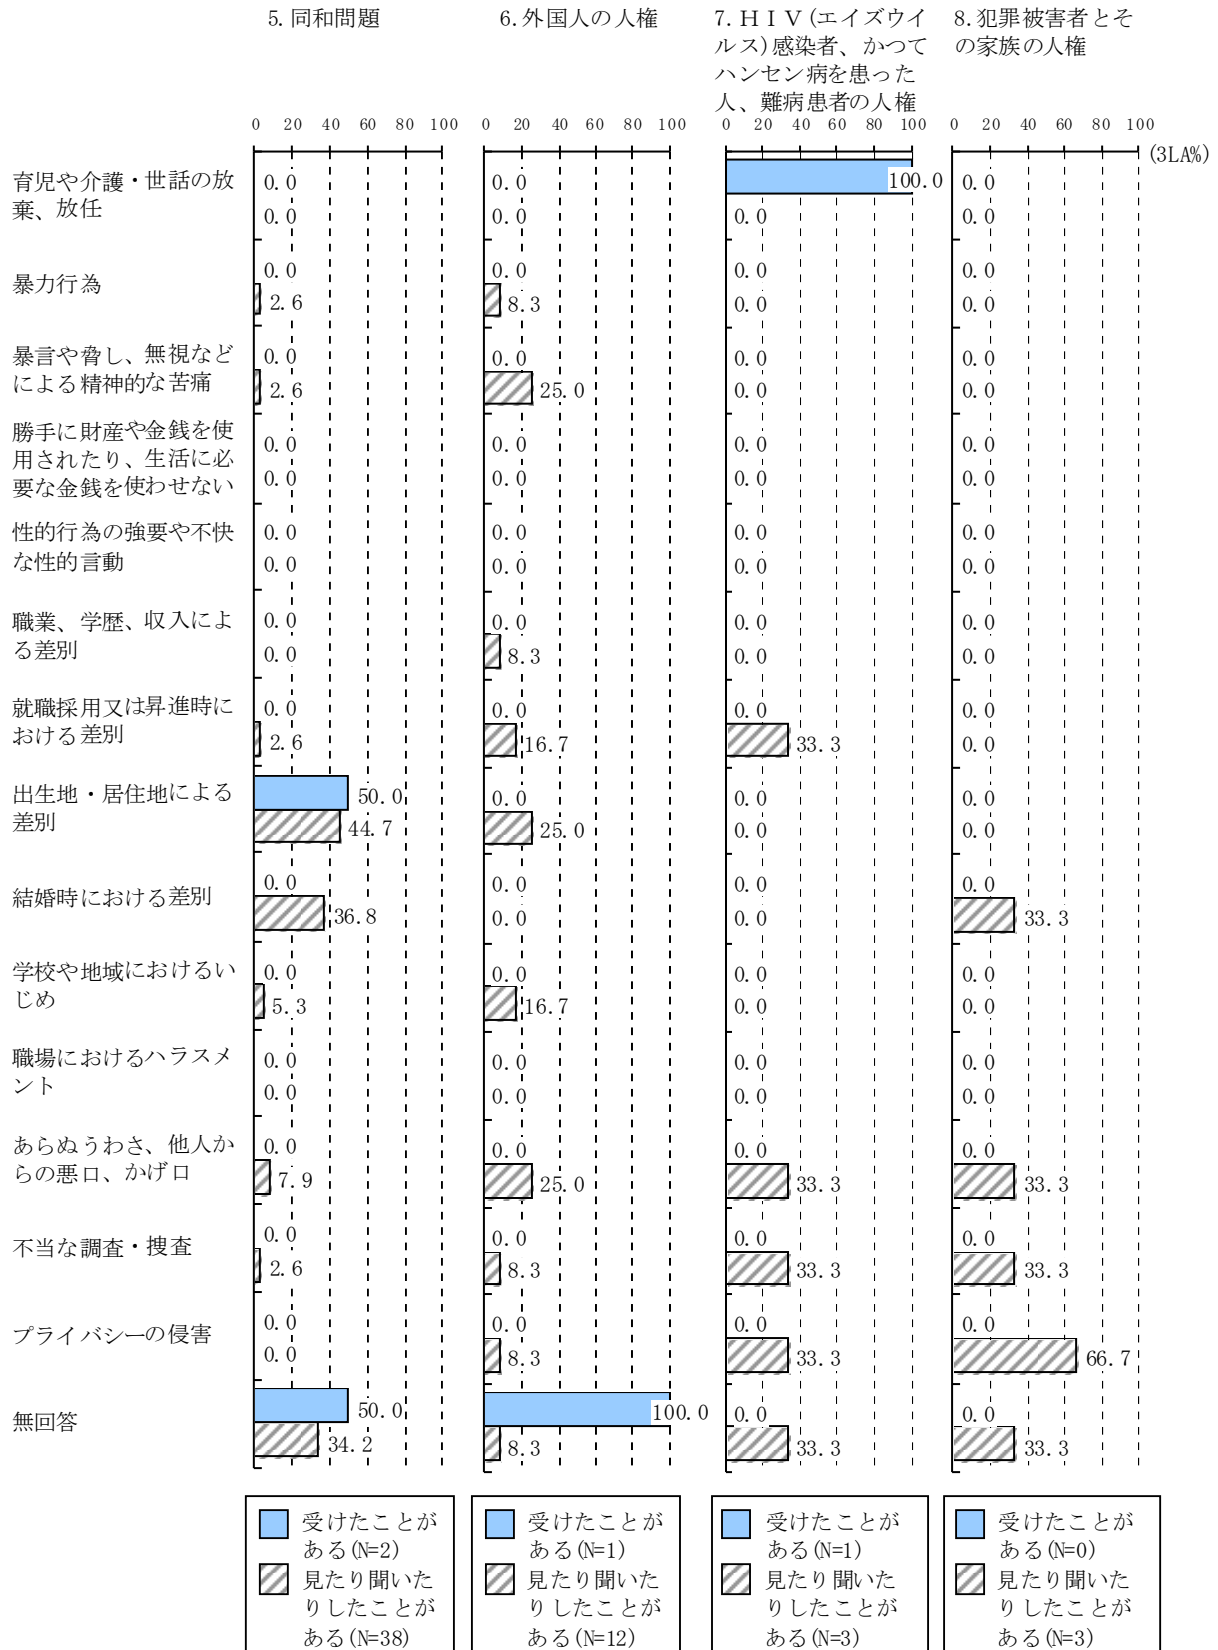 5.同和問題
6.外国人の人権
7.ＨＩＶ(エイズウイ
ルス)感染者、かつて
ハンセン病を患った
人、難病患者の人権
8.犯罪被害者とそ
の家族の人権
0 20 40 60 80 100
0 20 40 60 80 100
0 20 40 60 80 100
0 20 40 60 80 100
(3LA%)
育児や介護・世話の放
棄、放任
0.0 0.0 100.0 0.0
0.0 0.0 0.0 0.0
暴力行為
0.0 0.0 0.0 0.0
2.6 8.3 0.0 0.0
暴言や脅し、無視など
による精神的な苦痛
0.0 0.0 0.0 0.0
2.6 25.0 0.0 0.0
勝手に財産や金銭を使
用されたり、生活に必
要な金銭を使わせない
0.0 0.0 0.0 0.0
0.0 0.0 0.0 0.0
性的行為の強要や不快
な性的言動
0.0 0.0 0.0 0.0
0.0 0.0 0.0 0.0
職業、学歴、収入によ
る差別
0.0 0.0 0.0 0.0
0.0 8.3 0.0 0.0
就職採用又は昇進時に
おける差別
0.0 0.0 0.0 0.0
2.6 16.7 33.3 0.0
出生地・居住地による
差別
50.0 0.0 0.0 0.0
44.7 25.0 0.0 0.0
結婚時における差別
0.0 0.0 0.0 0.0
36.8 0.0 0.0 33.3
学校や地域におけるい
じめ
0.0 0.0 0.0 0.0
5.3 16.7 0.0 0.0
職場におけるハラスメ
ント
0.0 0.0 0.0 0.0
0.0 0.0 0.0 0.0
あらぬうわさ、他人か
らの悪口、かげ口
0.0 0.0 0.0 0.0
7.9 25.0 33.3 33.3
不当な調査・捜査
0.0 0.0 0.0 0.0
2.6 8.3 33.3 33.3
プライバシーの侵害
0.0 0.0 0.0 0.0
0.0 8.3 33.3 66.7
無回答
50.0 100.0 0.0 0.0
34.2 8.3 33.3 33.3
受けたことが
ある(N=2)
見たり聞いた
りしたことが
ある(N=38)
受けたことが
ある(N=1)
見たり聞いた
りしたことが
ある(N=12)
受けたことが
ある(N=1)
見たり聞いた
りしたことが
ある(N=3)
受けたことが
ある(N=0)
見たり聞いた
りしたことが
ある(N=3)